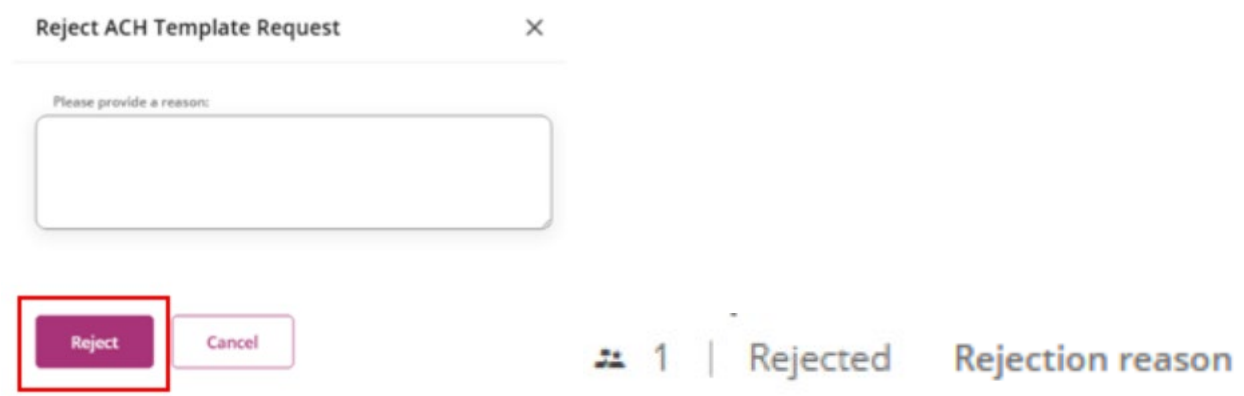 Reject ACH Template Request
Please provide a reason:
Reject Cancel
1 | Rejected Rejection reason